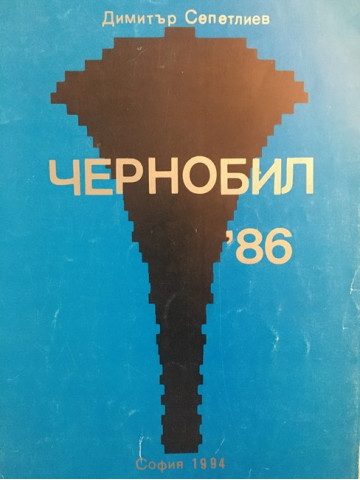 Димитър Сепетлиев
ЧЕРНОБИЛ
'86
София 1994